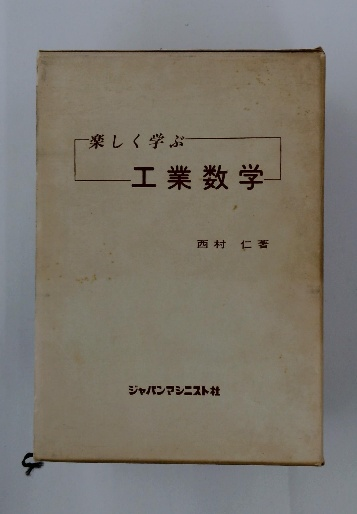 楽しく学ぶ
工業数学
西村 仁著
ジャパンマシニスト社